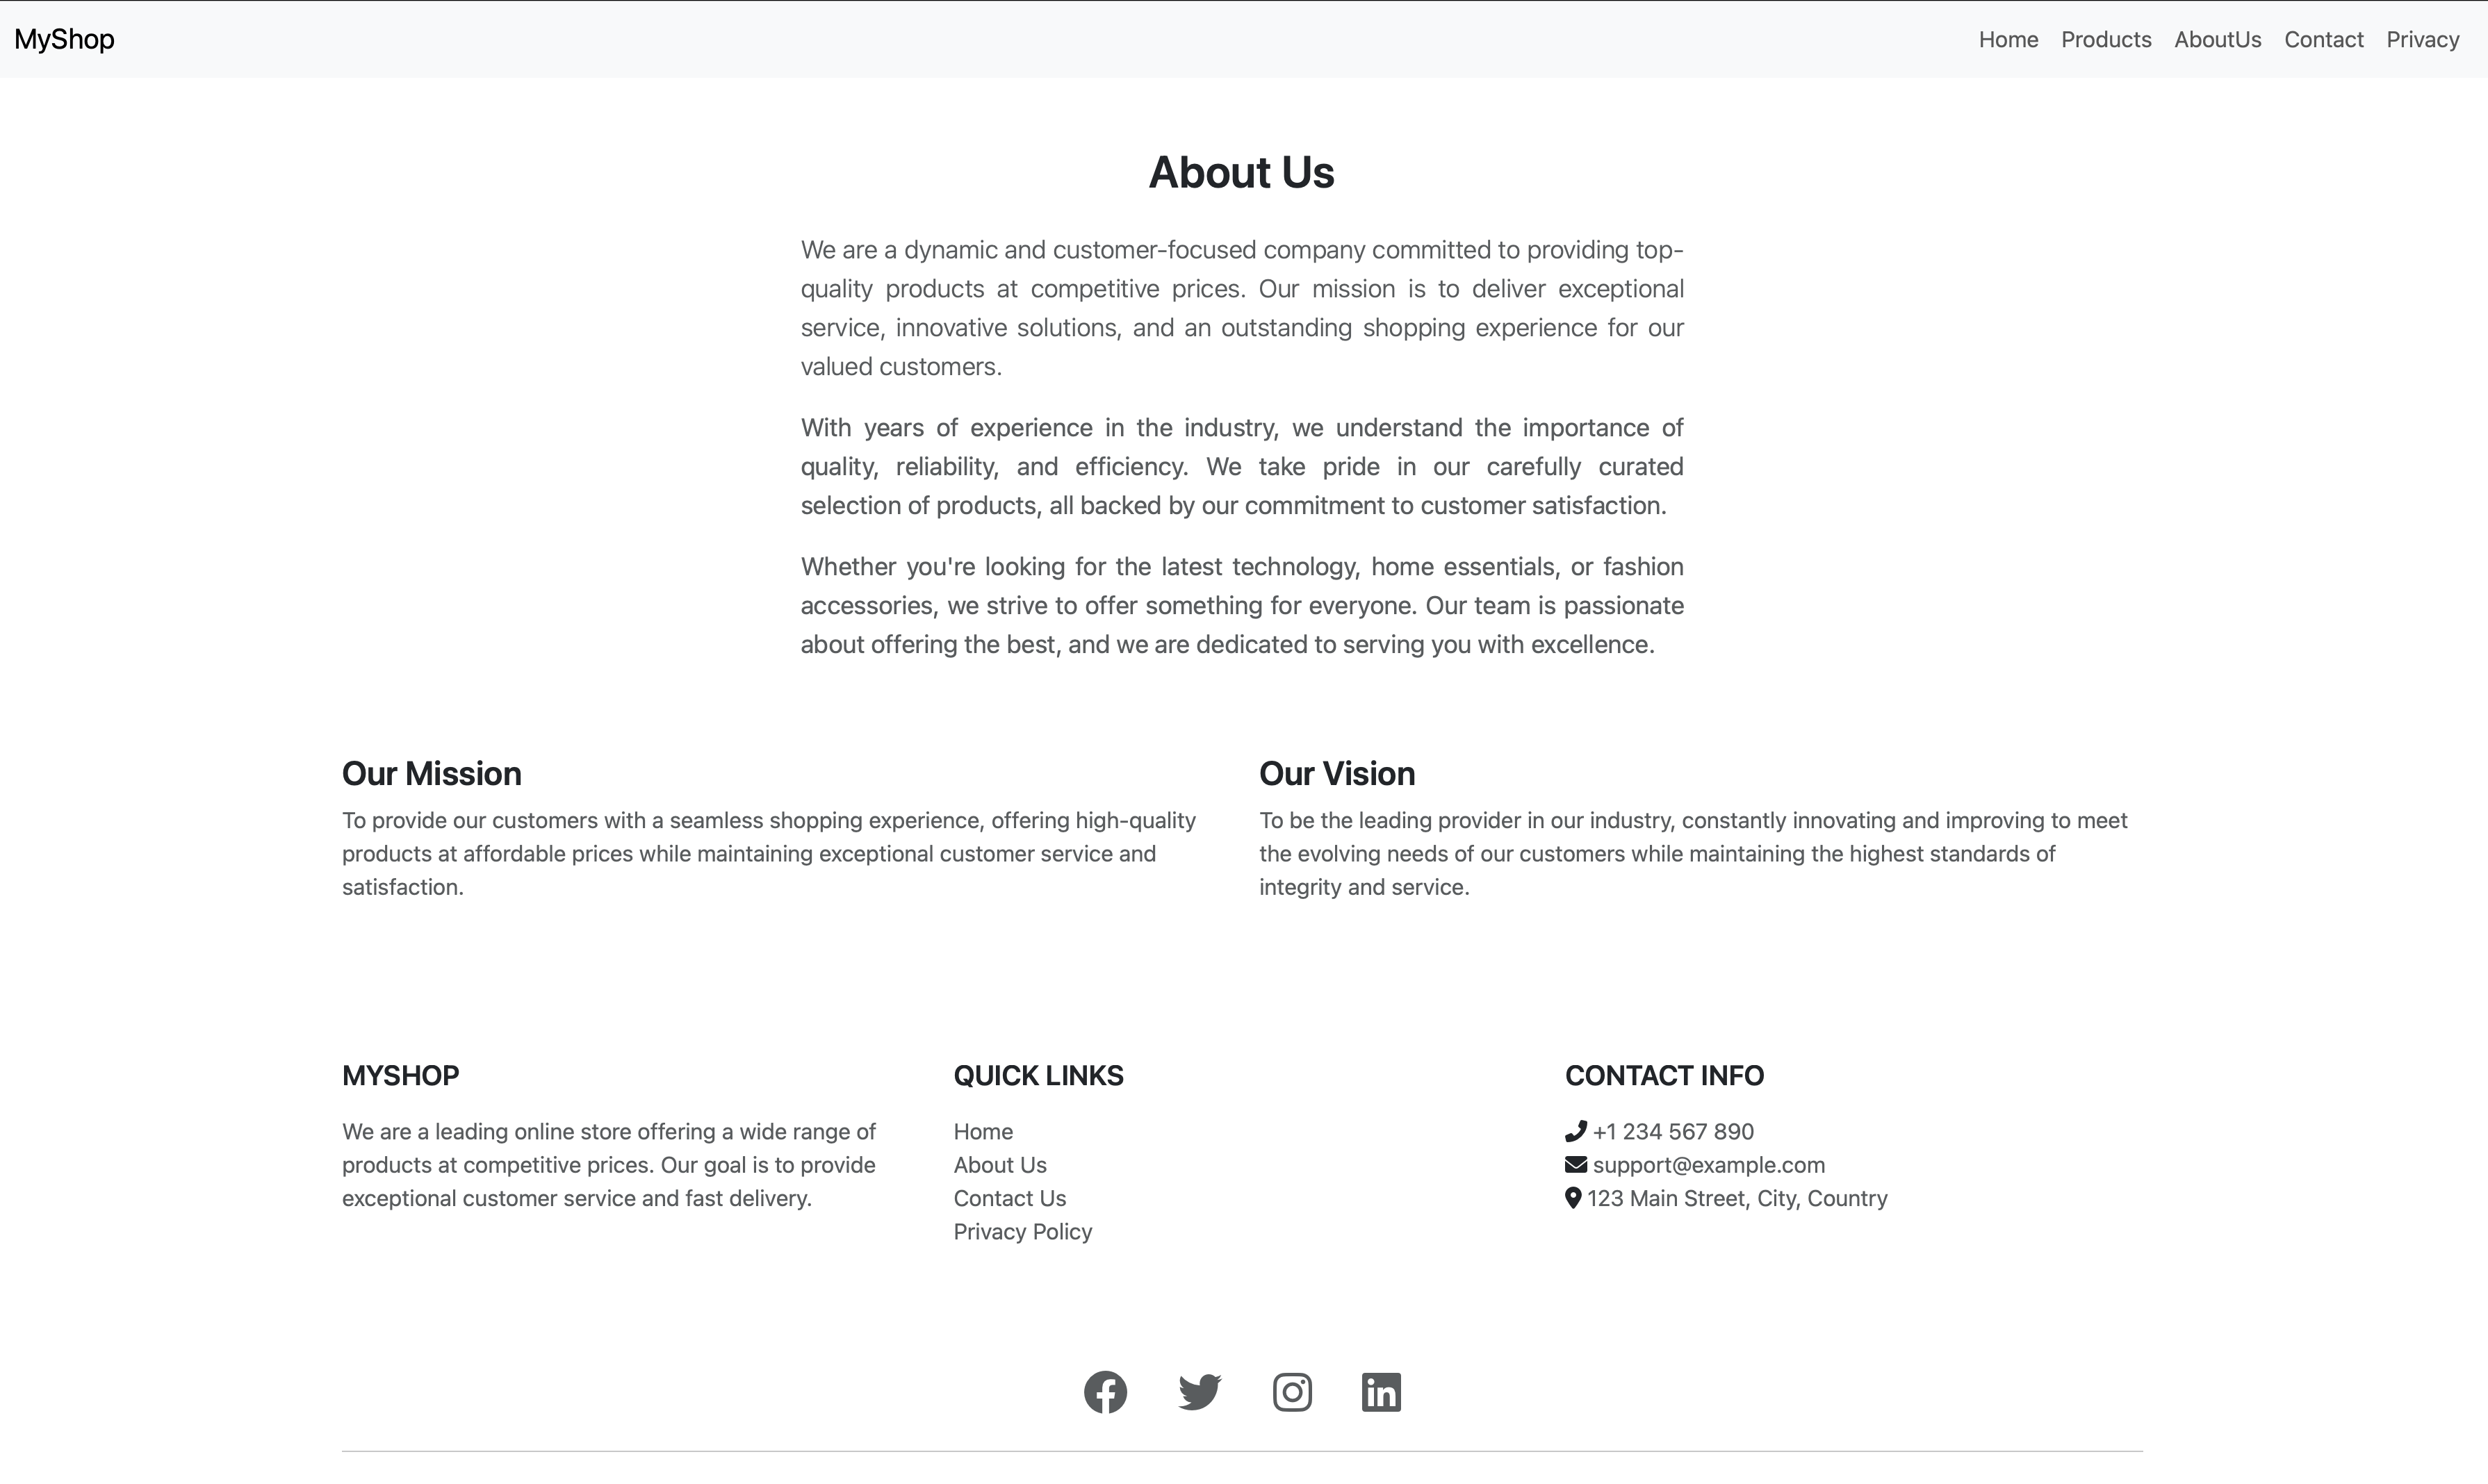 MyShop
Home Products AboutUs Contact Privacy
About Us
We are a dynamic and customer-focused company committed to providing top-
quality products at competitive prices. Our mission is to deliver exceptional
service, innovative solutions, and an outstanding shopping experience for our
valued customers.
With years of experience in the industry, we understand the importance of
quality, reliability, and efficiency. We take pride in our carefully curated
selection of products, all backed by our commitment to customer satisfaction.
Whether you're looking for the latest technology, home essentials, or fashion
accessories, we strive to offer something for everyone. Our team is passionate
about offering the best, and we are dedicated to serving you with excellence.
Our Mission
To provide our customers with a seamless shopping experience, offering high-quality
products at affordable prices while maintaining exceptional customer service and
satisfaction.
Our Vision
To be the leading provider in our industry, constantly innovating and improving to meet
the evolving needs of our customers while maintaining the highest standards of
integrity and service.
MYSHOP
We are a leading online store offering a wide range of
products at competitive prices. Our goal is to provide
exceptional customer service and fast delivery.
QUICK LINKS
Home
About Us
Contact Us
Privacy Policy
CONTACT INFO
+1 234 567 890
support@example.com
123 Main Street, City, Country